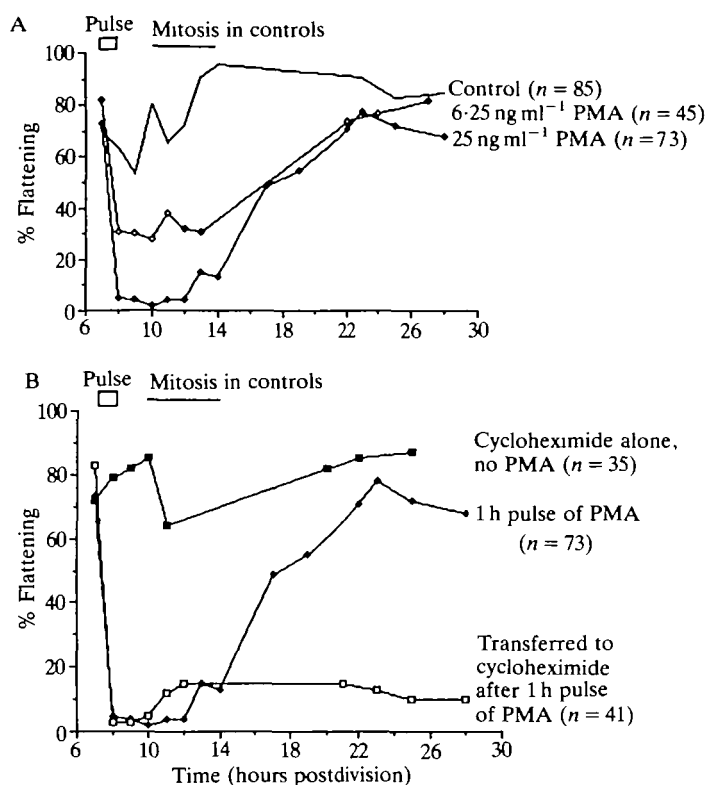 A
Pulse
Mitosis in controls
100
80
60
40
20
0
% Flattening
Control (n = 85)
6·25 ng ml⁻¹ PMA (n = 45)
25 ng ml⁻¹ PMA (n = 73)
6
10
14
18
22
26
30
B
Pulse
Mitosis in controls
100
80
60
40
20
0
% Flattening
Cycloheximide alone,
no PMA (n = 35)
1 h pulse of PMA
(n = 73)
Transferred to
cycloheximide
after 1 h pulse
of PMA (n = 41)
6
10
14
18
22
26
30
Time (hours postdivision)